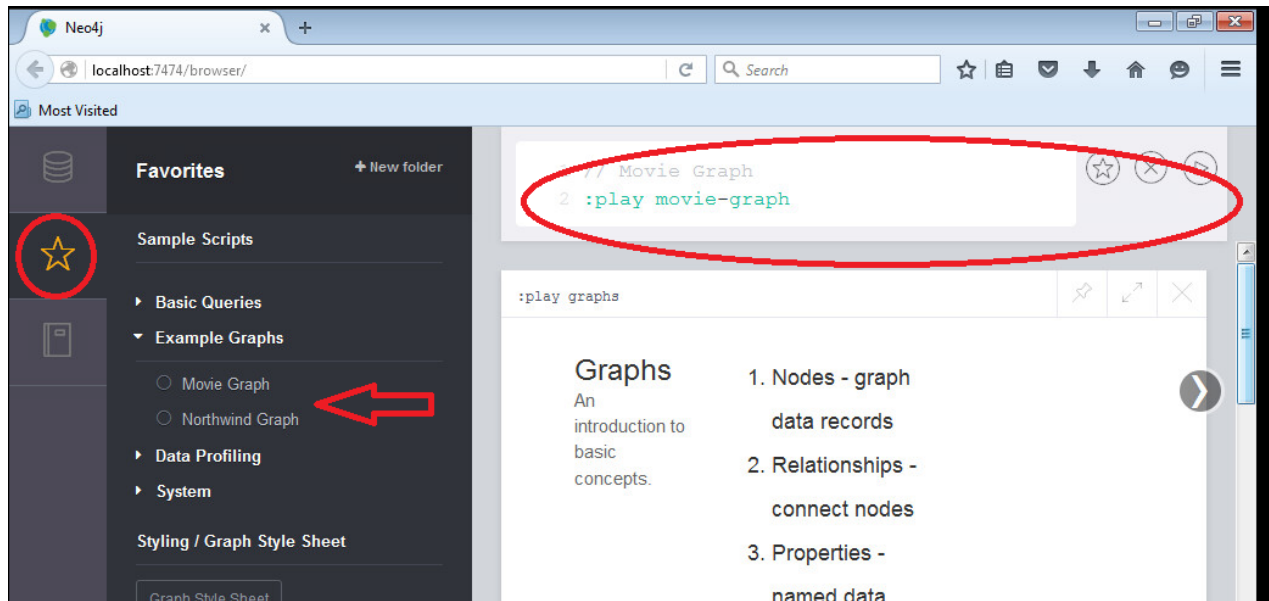 Neo4j
localhost:7474/browser/
Search
Most Visited
Favorites
+ New folder
Sample Scripts
Basic Queries
Example Graphs
Movie Graph
Northwind Graph
Data Profiling
System
Styling / Graph Style Sheet
Graph Style Sheet
// Movie Graph
2 :play movie-graph
:play graphs
Graphs
An
introduction to
basic
concepts.
1. Nodes - graph
data records
2. Relationships -
connect nodes
3. Properties -
named data